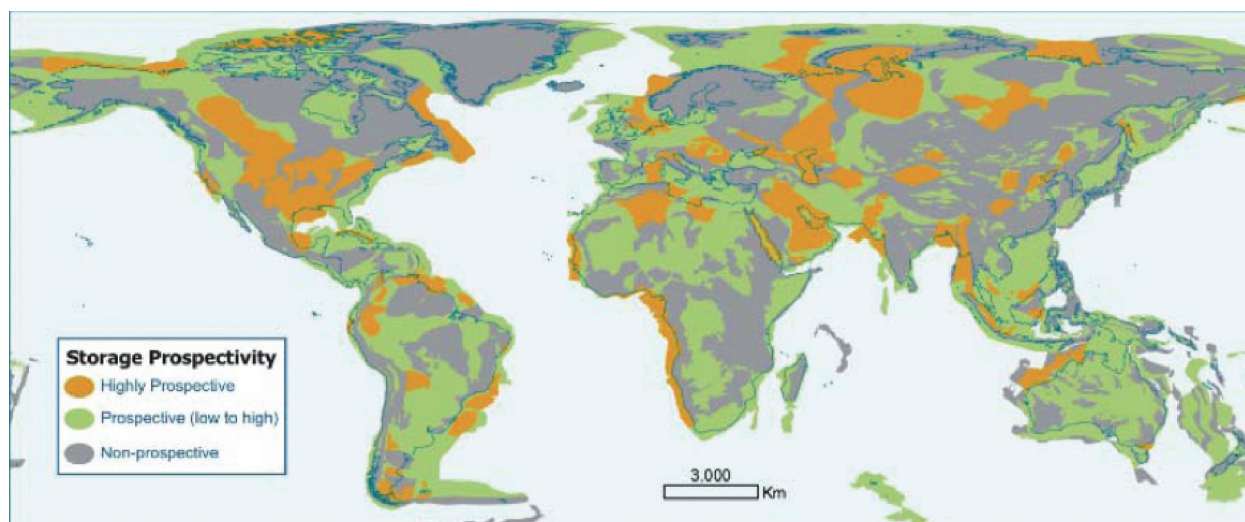 Storage Prospectivity
Highly Prospective
Prospective (low to high)
Non-prospective
3,000
Km